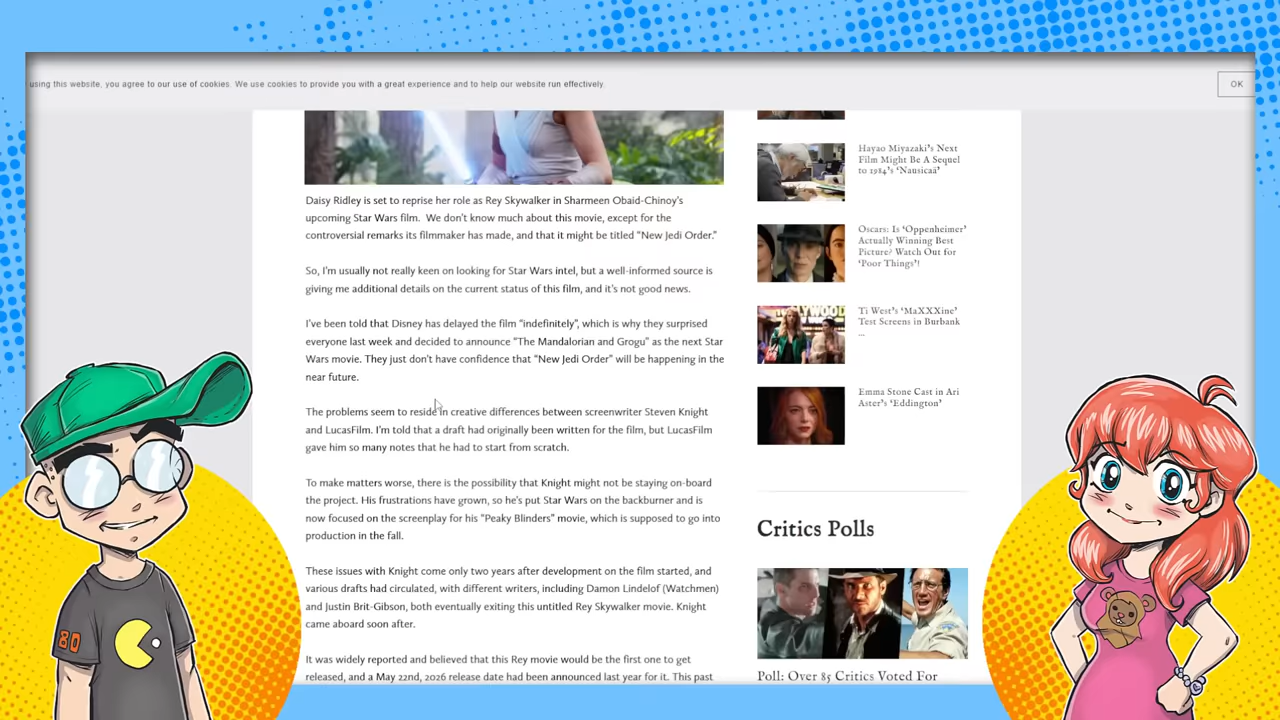 using this website, you agree to our use of cookies. We use cookies to provide you with a great experience and to help our website run effectively.
OK
Daisy Ridley is set to reprise her role as Rey Skywalker in Sharmeen Obaid-Chinoy's
upcoming Star Wars film.  We don't know much about this movie, except for the
controversial remarks its filmmaker has made, and that it might be titled "New Jedi Order."
So, I'm usually not really keen on looking for Star Wars intel, but a well-informed source is
giving me additional details on the current status of this film, and it's not good news.
I've been told that Disney has delayed the film "indefinitely", which is why they surprised
everyone last week and decided to announce "The Mandalorian and Grogu" as the next Star
Wars movie. They just don't have confidence that "New Jedi Order" will be happening in the
near future.
The problems seem to reside in creative differences between screenwriter Steven Knight
and LucasFilm. I'm told that a draft had originally been written for the film, but LucasFilm
gave him so many notes that he had to start from scratch.
To make matters worse, there is the possibility that Knight might not be staying on-board
the project. His frustrations have grown, so he's put Star Wars on the backburner and is
now focused on the screenplay for his "Peaky Blinders" movie, which is supposed to go into
production in the fall.
These issues with Knight come only two years after development on the film started, and
various drafts had circulated, with different writers, including Damon Lindelof (Watchmen)
and Justin Brit-Gibson, both eventually exiting this untitled Rey Skywalker movie. Knight
came aboard soon after.
It was widely reported and believed that this Rey movie would be the first one to get
released, and a May 22nd, 2026 release date had been announced last year for it. This past
Hayao Miyazaki's Next
Film Might Be A Sequel
to 1984's 'Nausicaä'
Oscars: Is 'Oppenheimer'
Actually Winning Best
Picture? Watch Out for
'Poor Things'!
HOLLYWOOD
Ti West's 'MaXXXine'
Test Screens in Burbank
...
Emma Stone Cast in Ari
Aster's 'Eddington'
Critics Polls
Poll: Over 85 Critics Voted For
80